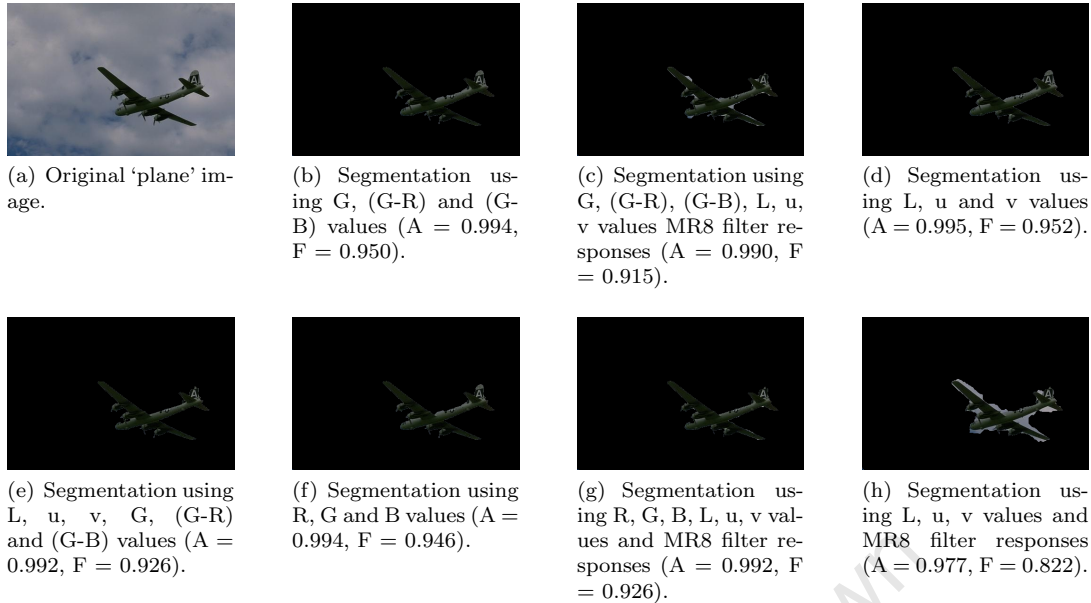 (a) Original ‘plane’ im-
age.
(b) Segmentation us-
ing G, (G-R) and (G-
B) values (A = 0.994,
F = 0.950).
(c) Segmentation using
G, (G-R), (G-B), L, u,
v values MR8 filter re-
sponses (A = 0.990, F
= 0.915).
(d) Segmentation us-
ing L, u and v values
(A = 0.995, F = 0.952).
(e) Segmentation using
L, u, v, G, (G-R)
and (G-B) values (A =
0.992, F = 0.926).
(f) Segmentation using
R, G and B values (A =
0.994, F = 0.946).
(g) Segmentation us-
ing R, G, B, L, u, v val-
ues and MR8 filter re-
sponses (A = 0.992, F
= 0.926).
(h) Segmentation us-
ing L, u, v values and
MR8 filter responses
(A = 0.977, F = 0.822).